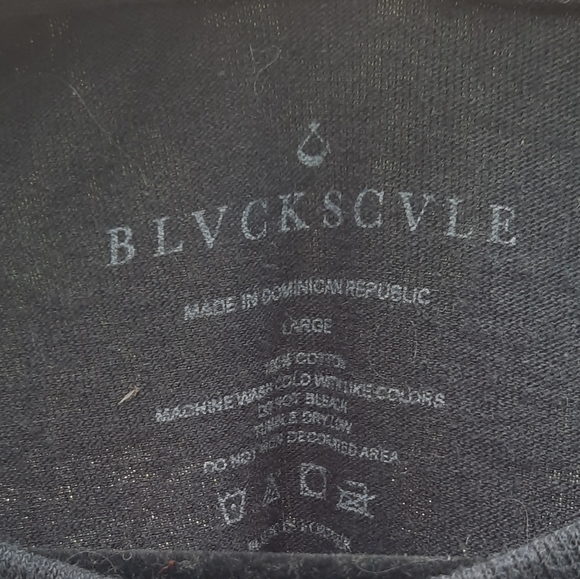 BLVCKSCVLE
MADE IN DOMINICAN REPUBLIC
LARGE
100% COTTON
MACHINE WASH COLD WITH LIKE COLORS
DO NOT BLEACH
TUMBLE DRY LOW
DO NOT IRON DECORATED AREA